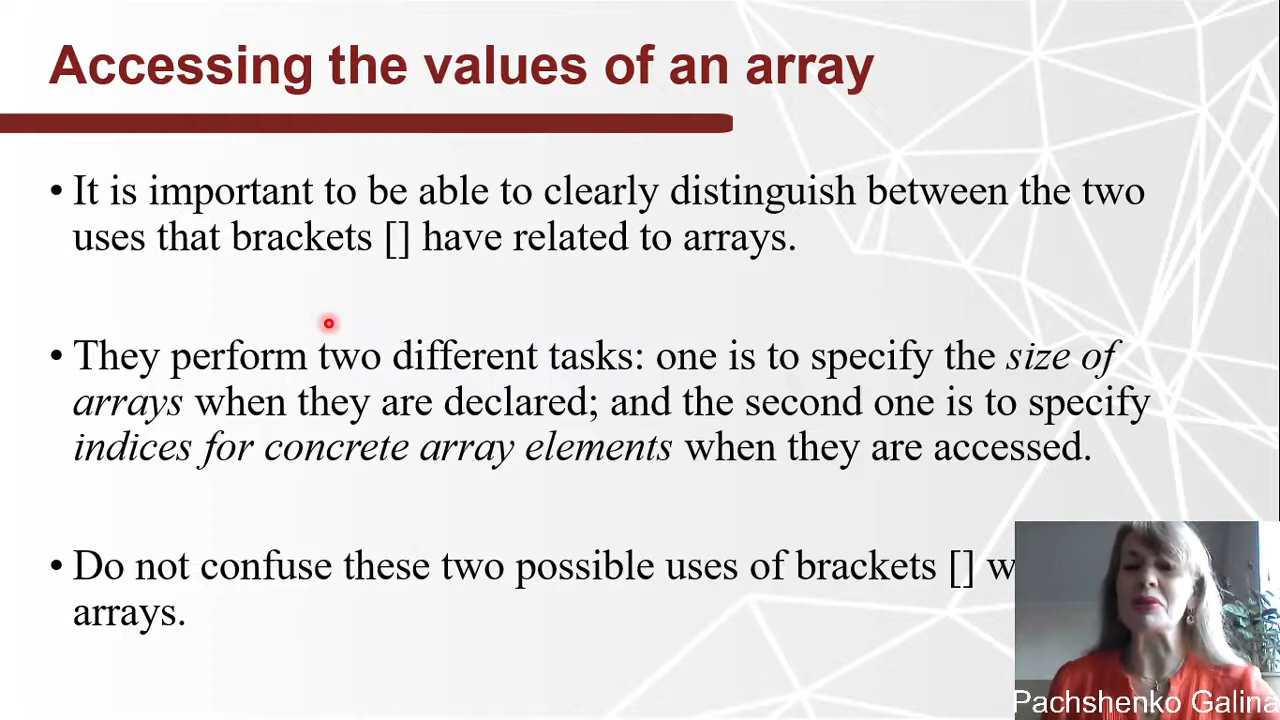 Accessing the values of an array
• It is important to be able to clearly distinguish between the two
uses that brackets [] have related to arrays.
• They perform two different tasks: one is to specify the size of
arrays when they are declared; and the second one is to specify
indices for concrete array elements when they are accessed.
• Do not confuse these two possible uses of brackets []
arrays.
Pachshenko Galina